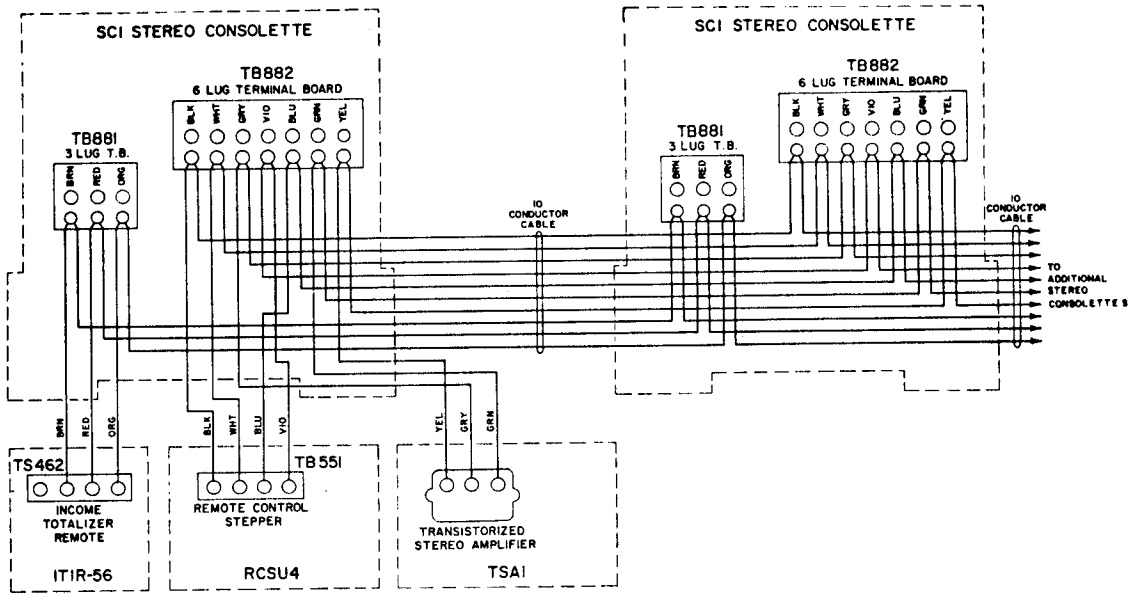 SCI STEREO CONSOLETTE
TB882
6 LUG TERMINAL BOARD
BLK
WHT
GRY
VIO
BLU
GRN
YEL
TB881
3 LUG T.B.
BRN
RED
ORG
SCI STEREO CONSOLETTE
TB882
6 LUG TERMINAL BOARD
BLK
WHT
GRY
VIO
BLU
GRN
YEL
TB881
3 LUG T.B.
BRN
RED
ORG
10
CONDUCTOR
CABLE
10
CONDUCTOR
CABLE
TO
ADDITIONAL
STEREO
CONSOLETTES
BRN
RED
ORG
BLK
WHT
BLU
VIO
YEL
GRY
GRN
TS462
INCOME
TOTALIZER
REMOTE
ITIR-56
TB551
REMOTE CONTROL
STEPPER
RCSU4
TRANSISTORIZED
STEREO AMPLIFIER
TSA1